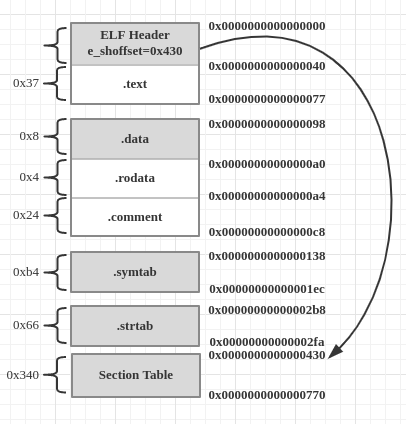 ELF Header
e_shoffset=0x430
0x0000000000000000
0x0000000000000040
0x37
.text
0x0000000000000077
0x0000000000000098
0x8
.data
0x00000000000000a0
0x4
.rodata
0x00000000000000a4
0x24
.comment
0x00000000000000c8
0x0000000000000138
0xb4
.symtab
0x00000000000001ec
0x00000000000002b8
0x66
.strtab
0x00000000000002fa
0x0000000000000430
0x340
Section Table
0x0000000000000770